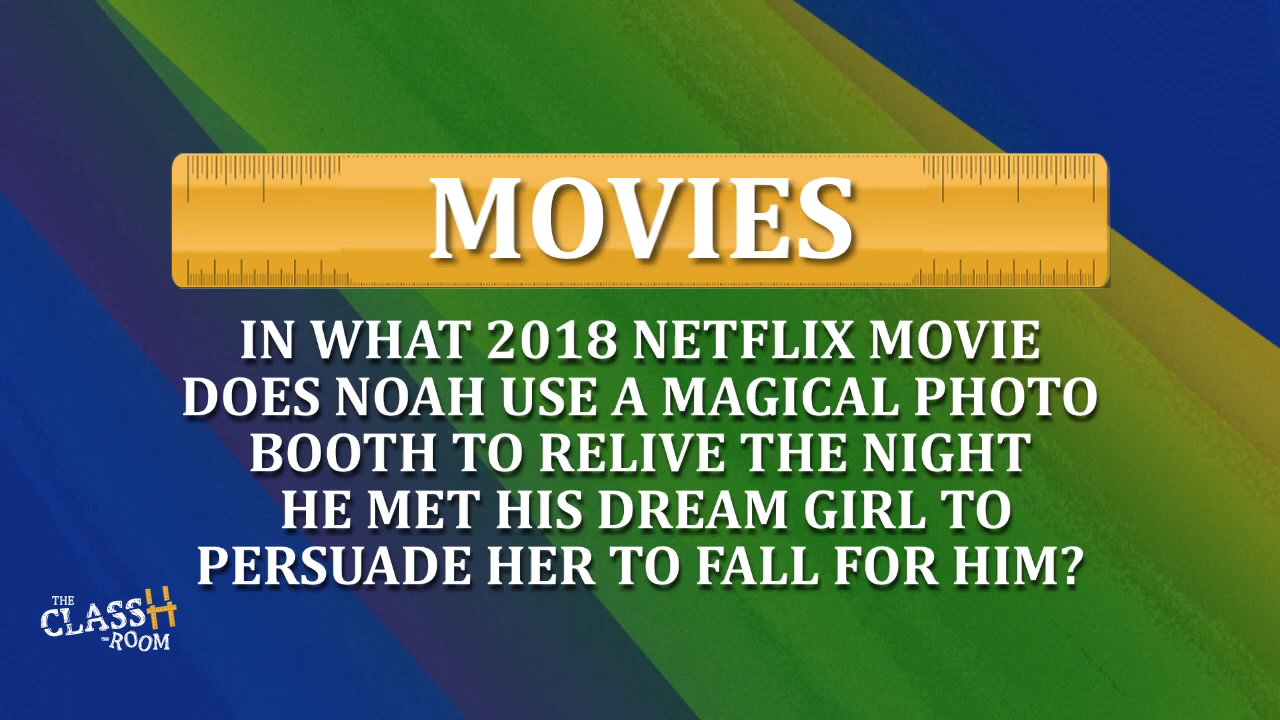 MOVIES
IN WHAT 2018 NETFLIX MOVIE
DOES NOAH USE A MAGICAL PHOTO
BOOTH TO RELIVE THE NIGHT
HE MET HIS DREAM GIRL TO
PERSUADE HER TO FALL FOR HIM?
THE
CLASSH
-ROOM